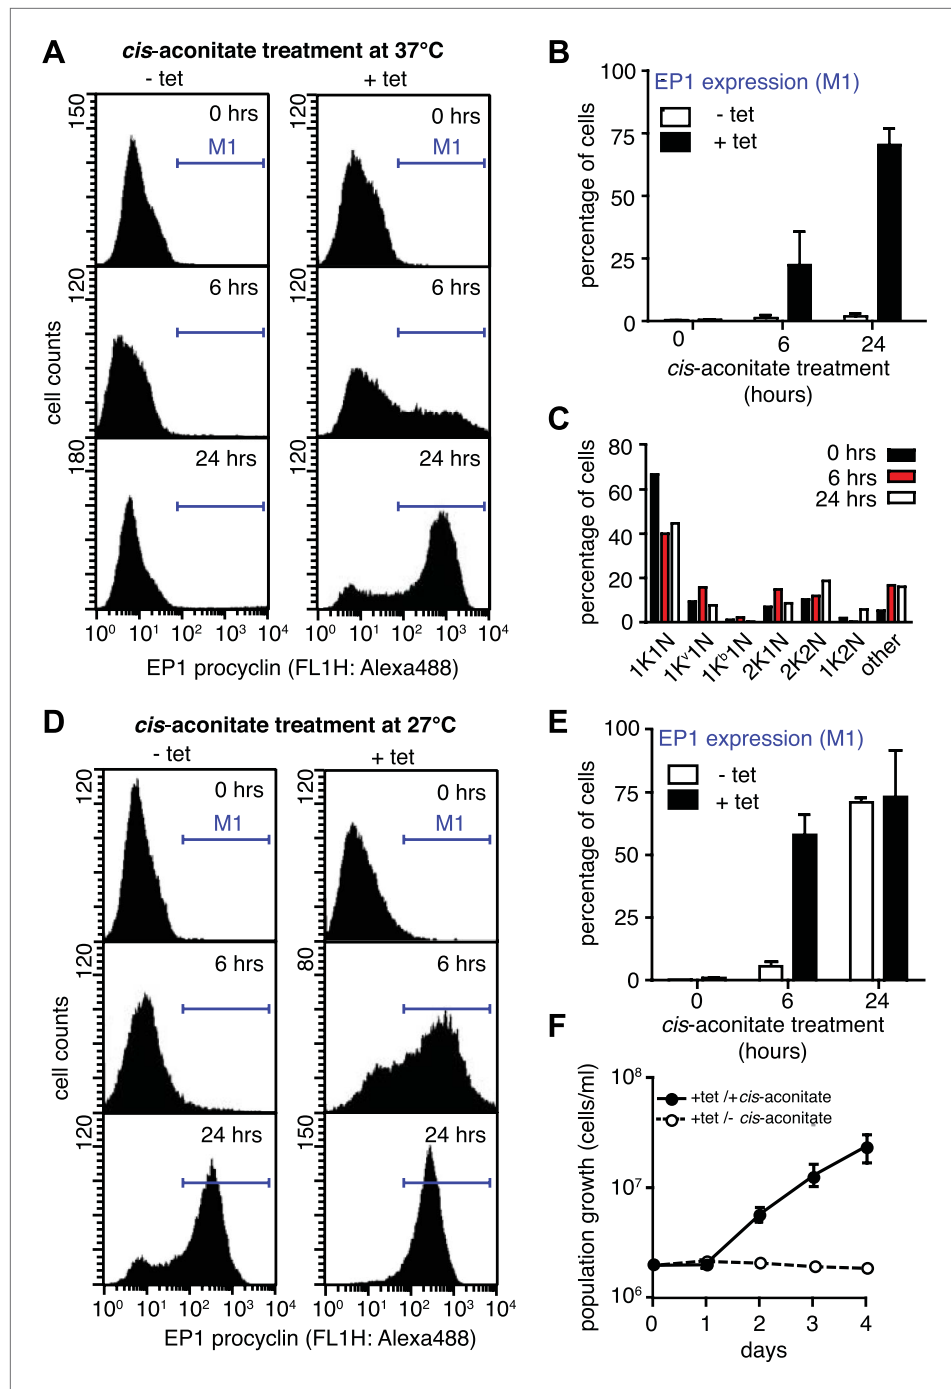 A
cis-aconitate treatment at 37°C
- tet
+ tet
150
0 hrs
M1
120
0 hrs
M1
120
6 hrs
120
6 hrs
180
24 hrs
120
24 hrs
cell counts
10⁰ 10¹ 10² 10³ 10⁴
10⁰ 10¹ 10² 10³ 10⁴
EP1 procyclin (FL1H: Alexa488)
B
EP1 expression (M1)
- tet
+ tet
percentage of cells
100
75
50
25
0
0 6 24
cis-aconitate treatment
(hours)
C
percentage of cells
80
60
40
20
0
0 hrs
6 hrs
24 hrs
1K1N 1Kᵛ1N 1Kᵇ1N 2K1N 2K2N 1K2N other
D
cis-aconitate treatment at 27°C
- tet
+ tet
120
0 hrs
M1
120
0 hrs
M1
120
6 hrs
80
6 hrs
120
24 hrs
150
24 hrs
cell counts
10⁰ 10¹ 10² 10³ 10⁴
10⁰ 10¹ 10² 10³ 10⁴
EP1 procyclin (FL1H: Alexa488)
E
EP1 expression (M1)
- tet
+ tet
percentage of cells
100
75
50
25
0
0 6 24
cis-aconitate treatment
(hours)
F
population growth (cells/ml)
10⁸
10⁷
10⁶
+tet /+cis-aconitate
+tet /- cis-aconitate
0 1 2 3 4
days